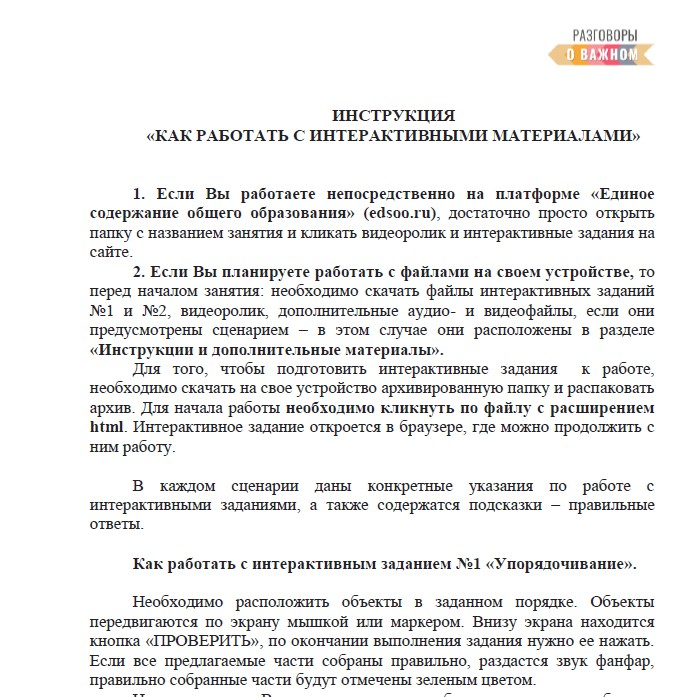 РАЗГОВОРЫ
О ВАЖНОМ
ИНСТРУКЦИЯ
«КАК РАБОТАТЬ С ИНТЕРАКТИВНЫМИ МАТЕРИАЛАМИ»
1. Если Вы работаете непосредственно на платформе «Единое
содержание общего образования» (edsoo.ru), достаточно просто открыть
папку с названием занятия и кликать видеоролик и интерактивные задания на
сайте.
2. Если Вы планируете работать с файлами на своем устройстве, то
перед началом занятия: необходимо скачать файлы интерактивных заданий
№1 и №2, видеоролик, дополнительные аудио- и видеофайлы, если они
предусмотрены сценарием – в этом случае они расположены в разделе
«Инструкции и дополнительные материалы».
Для того, чтобы подготовить интерактивные задания к работе,
необходимо скачать на свое устройство архивированную папку и распаковать
архив. Для начала работы необходимо кликнуть по файлу с расширением
html. Интерактивное задание откроется в браузере, где можно продолжить с
ним работу.
В каждом сценарии даны конкретные указания по работе с
интерактивными заданиями, а также содержатся подсказки – правильные
ответы.
Как работать с интерактивным заданием №1 «Упорядочивание».
Необходимо расположить объекты в заданном порядке. Объекты
передвигаются по экрану мышкой или маркером. Внизу экрана находится
кнопка «ПРОВЕРИТЬ», по окончании выполнения задания нужно ее нажать.
Если все предлагаемые части собраны правильно, раздастся звук фанфар,
правильно собранные части будут отмечены зеленым цветом.